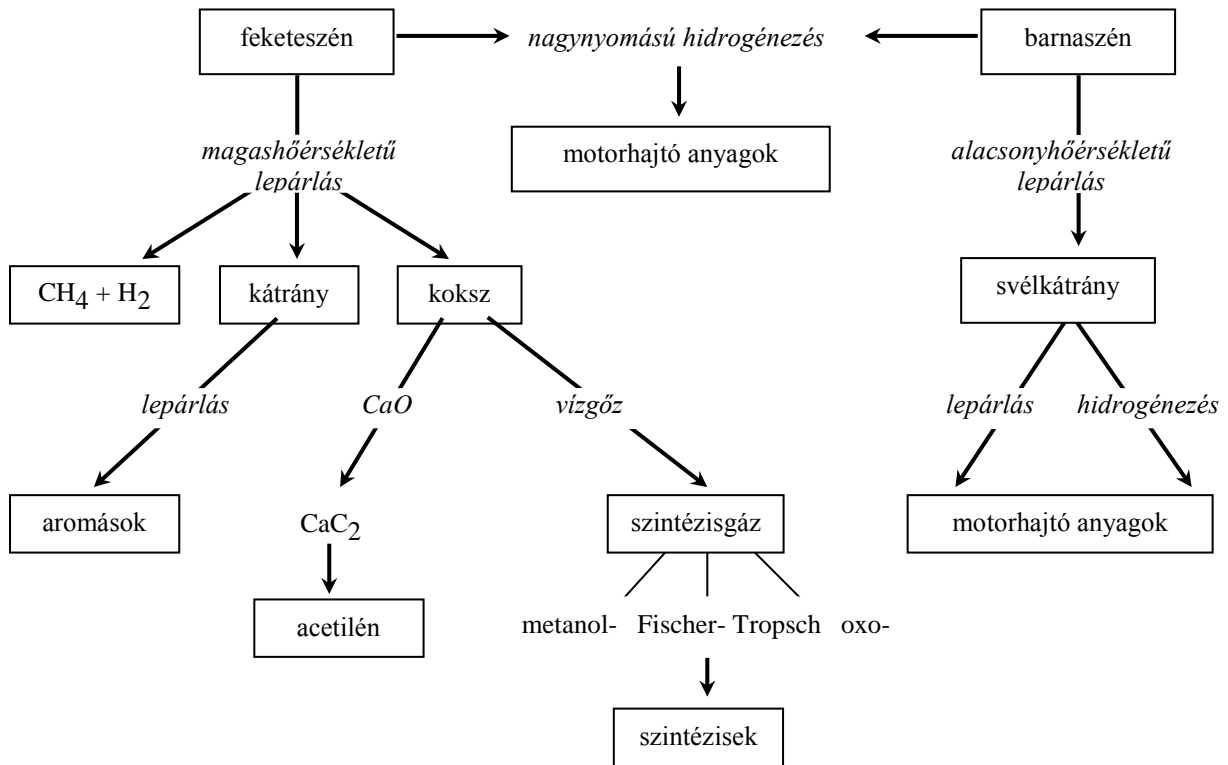 feketeszén
nagynyomású hidrogénezés
barnaszén
motorhajtó anyagok
magashőérsékletű
lepárlás
alacsonyhőérsékletű
lepárlás
CH4 + H2
kátrány
koksz
svélkátrány
lepárlás
CaO
vízgőz
lepárlás
hidrogénezés
aromások
CaC2
szintézisgáz
motorhajtó anyagok
acetilén
metanol- Fischer- Tropsch oxo-
szintézisek